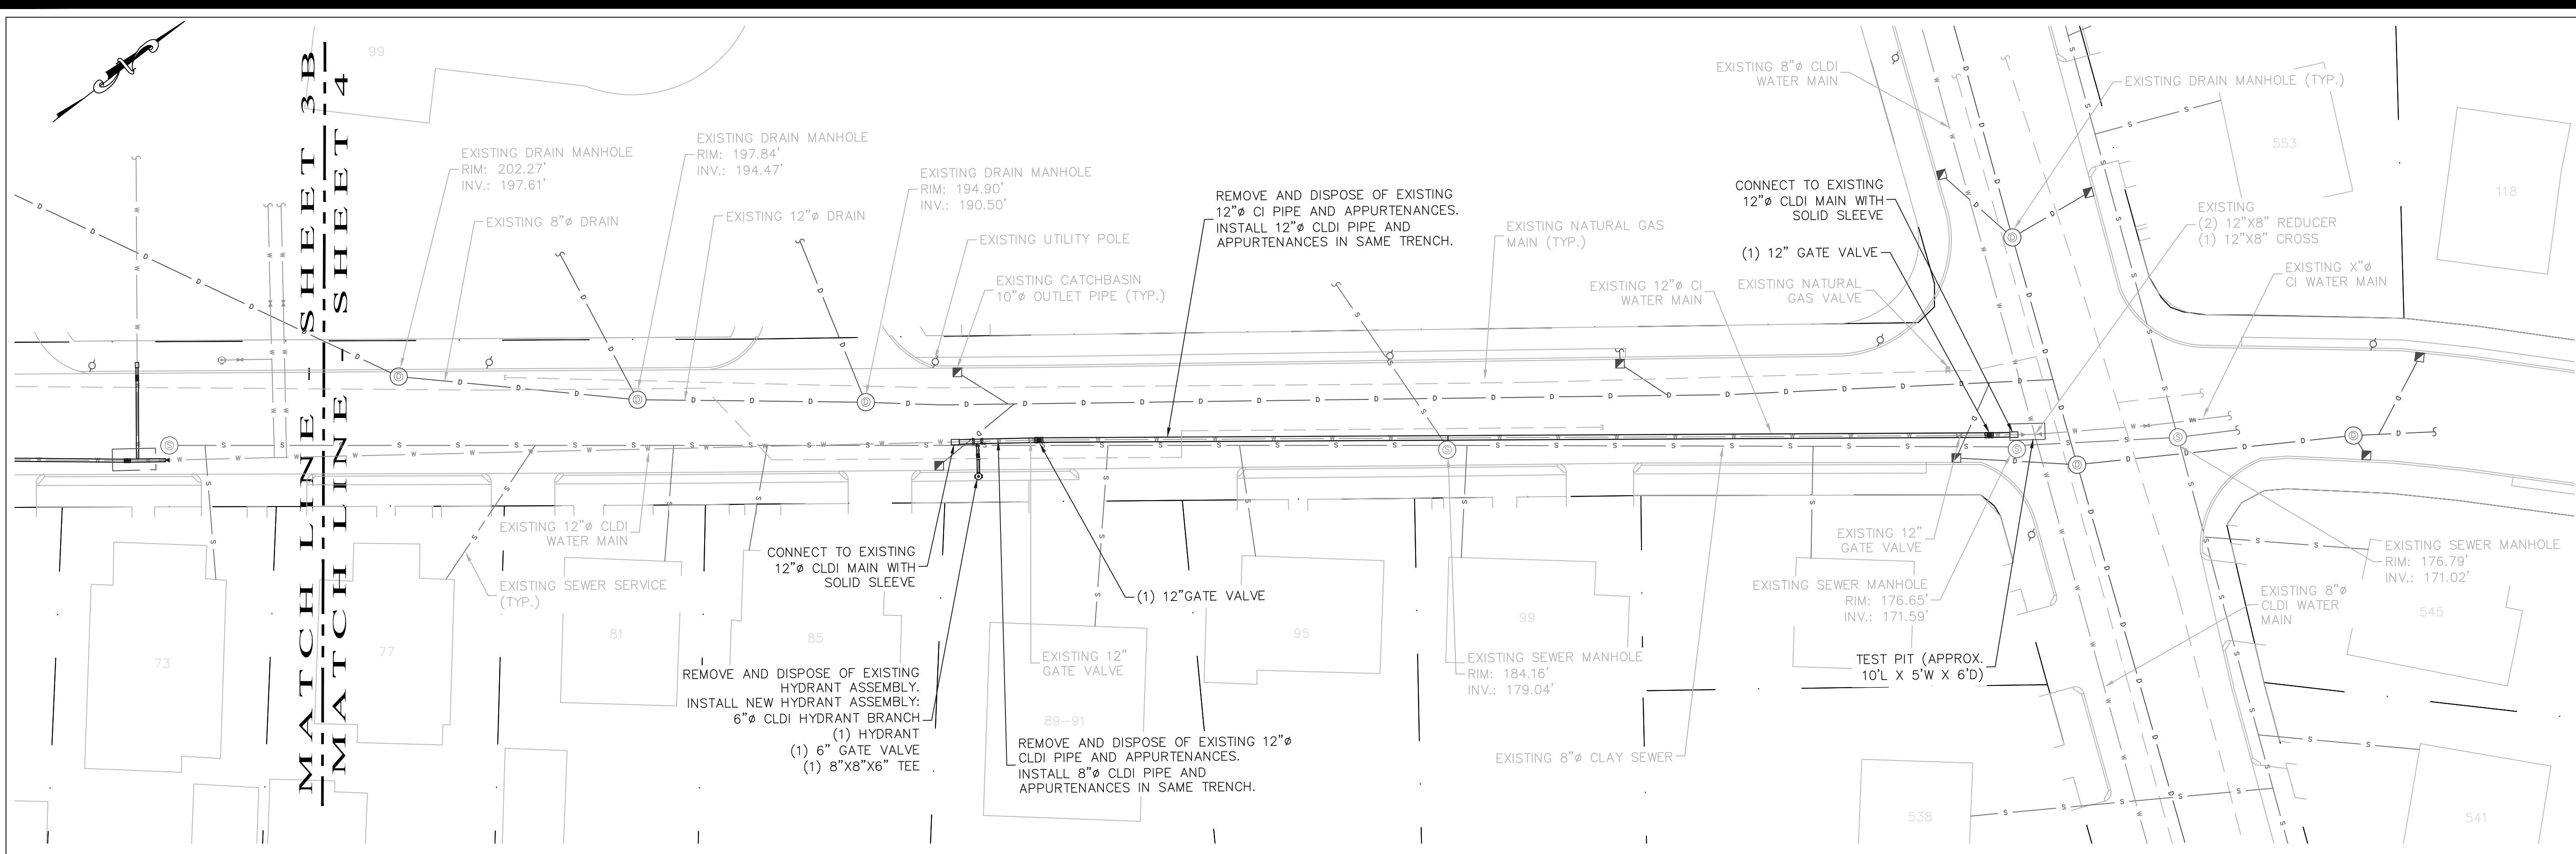 99
MATCH LINE - SHEET 3B
MATCH LINE - SHEET 4
EXISTING DRAIN MANHOLE
RIM: 202.27'
INV.: 197.61'
EXISTING 8"ø DRAIN
EXISTING DRAIN MANHOLE
RIM: 197.84'
INV.: 194.47'
EXISTING 12"ø DRAIN
EXISTING DRAIN MANHOLE
RIM: 194.90'
INV.: 190.50'
EXISTING UTILITY POLE
EXISTING CATCHBASIN
10"ø OUTLET PIPE (TYP.)
REMOVE AND DISPOSE OF EXISTING
12"ø CI PIPE AND APPURTENANCES.
INSTALL 12"ø CLDI PIPE AND
APPURTENANCES IN SAME TRENCH.
EXISTING NATURAL GAS
MAIN (TYP.)
EXISTING 12"ø CI
WATER MAIN
EXISTING 8"ø CLDI
WATER MAIN
CONNECT TO EXISTING
12"ø CLDI MAIN WITH
SOLID SLEEVE
(1) 12" GATE VALVE
EXISTING NATURAL
GAS VALVE
EXISTING DRAIN MANHOLE (TYP.)
553
118
EXISTING
(2) 12"X8" REDUCER
(1) 12"X8" CROSS
EXISTING X"ø
CI WATER MAIN
EXISTING 12"ø CLDI
WATER MAIN
EXISTING SEWER SERVICE
(TYP.)
CONNECT TO EXISTING
12"ø CLDI MAIN WITH
SOLID SLEEVE
(1) 12"GATE VALVE
EXISTING 12"
GATE VALVE
REMOVE AND DISPOSE OF EXISTING
HYDRANT ASSEMBLY.
INSTALL NEW HYDRANT ASSEMBLY:
6"ø CLDI HYDRANT BRANCH
(1) HYDRANT
(1) 6" GATE VALVE
(1) 8"X8"X6" TEE
REMOVE AND DISPOSE OF EXISTING 12"ø
CLDI PIPE AND APPURTENANCES.
INSTALL 8"ø CLDI PIPE AND
APPURTENANCES IN SAME TRENCH.
73
77
81
85
89-91
95
99
EXISTING SEWER MANHOLE
RIM: 184.16'
INV.: 179.04'
EXISTING 8"ø CLAY SEWER
EXISTING 12"
GATE VALVE
EXISTING SEWER MANHOLE
RIM: 176.65'
INV.: 171.59'
TEST PIT (APPROX.
10'L X 5'W X 6'D)
EXISTING SEWER MANHOLE
RIM: 176.79'
INV.: 171.02'
EXISTING 8"ø
CLDI WATER
MAIN
545
538
541